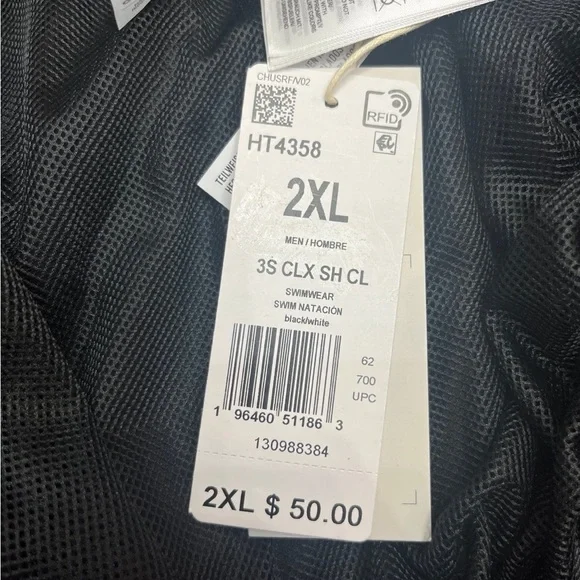 CHUSRF/V02
RFID
HT4358
2XL
MEN / HOMBRE
3S CLX SH CL
SWIMWEAR
SWIM NATACIÓN
black/white
62
700
UPC
1 96460 51186 3
130988384
2XL $ 50.00